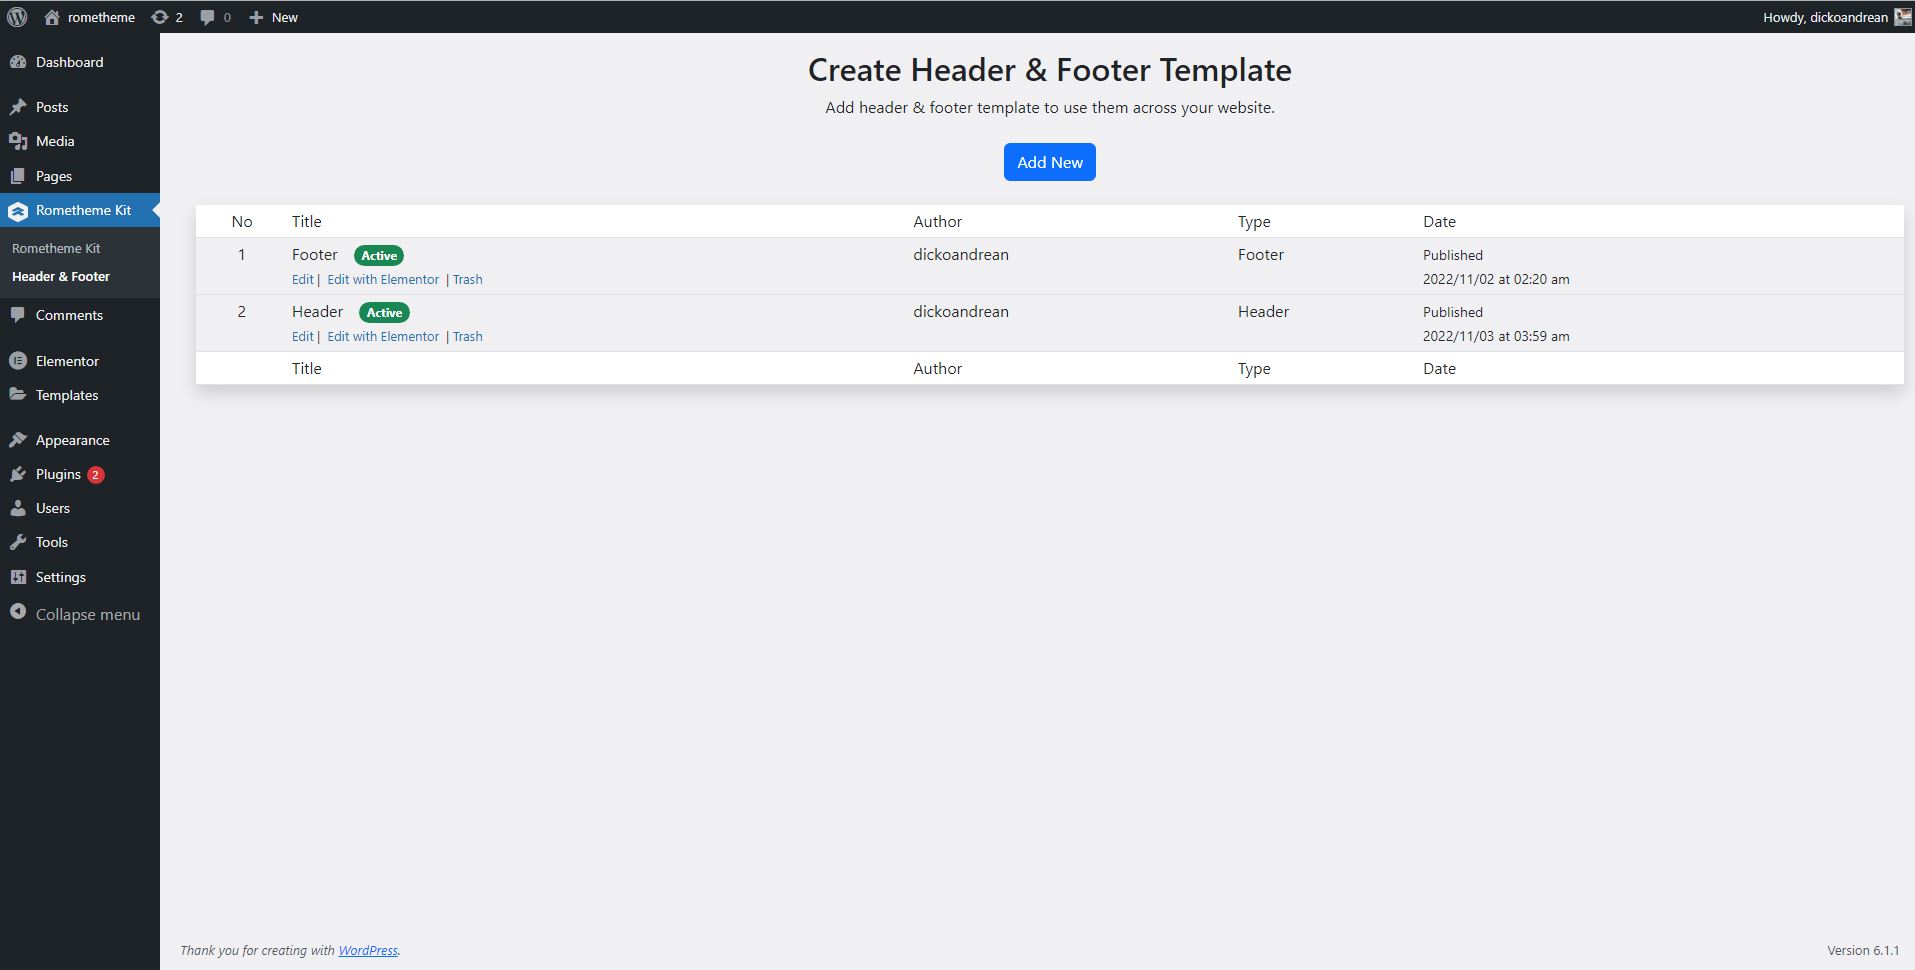 rometheme 2 0 New Howdy, dickoandrean
Dashboard
Posts
Media
Pages
Rometheme Kit
Rometheme Kit
Header & Footer
Comments
Elementor
Templates
Appearance
Plugins 2
Users
Tools
Settings
Collapse menu
Create Header & Footer Template
Add header & footer template to use them across your website.
Add New
No Title Author Type Date
1 Footer Active dickoandrean Footer Published
Edit | Edit with Elementor | Trash 2022/11/02 at 02:20 am
2 Header Active dickoandrean Header Published
Edit | Edit with Elementor | Trash 2022/11/03 at 03:59 am
Title Author Type Date
Thank you for creating with WordPress. Version 6.1.1